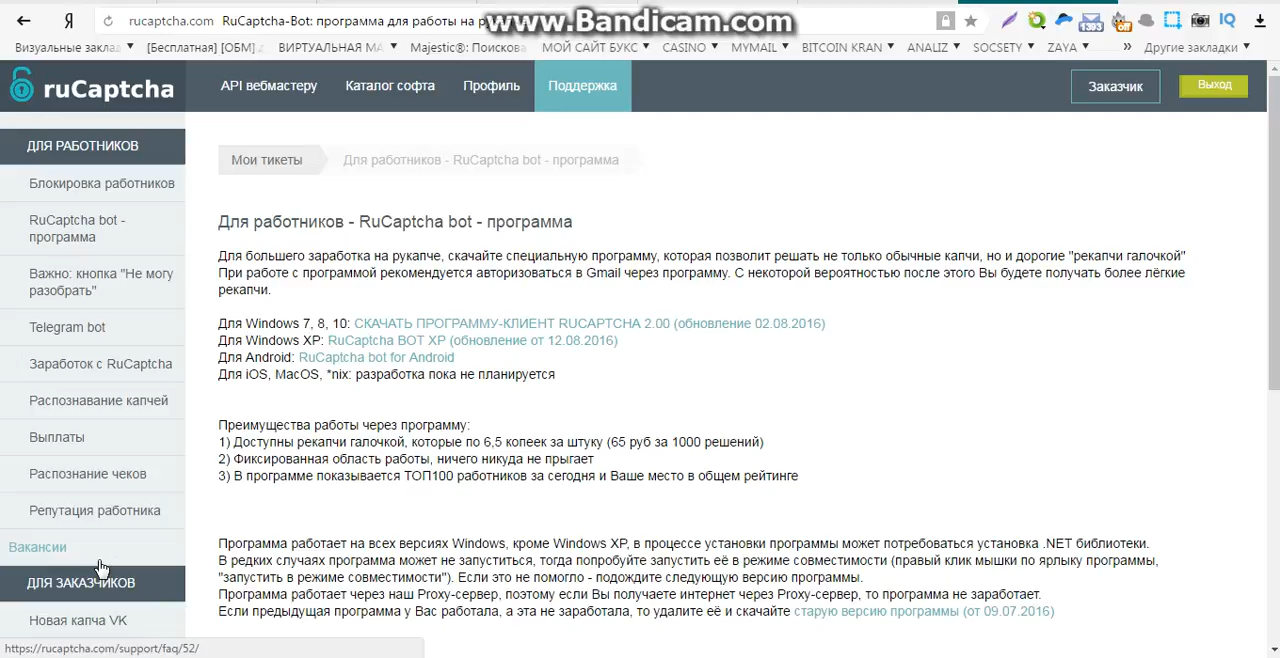 Я rucaptcha.com RuCaptcha-Bot: программа для работы на р
www.Bandicam.com
1393
off
IQ
Визуальные заклад [Бесплатная] [ОБМ] ВИРТУАЛЬНАЯ МА Majestic®: Поискова МОЙ САЙТ БУКС CASINO MYMAIL BITCOIN KRAN ANALIZ SOCSETY ZAYA » Другие закладки
ruCaptcha API вебмастеру Каталог софта Профиль Поддержка Заказчик Выход
ДЛЯ РАБОТНИКОВ
Блокировка работников
RuCaptcha bot -
программа
Важно: кнопка "Не могу
разобрать"
Telegram bot
Заработок с RuCaptcha
Распознавание капчей
Выплаты
Распознание чеков
Репутация работника
Вакансии
ДЛЯ ЗАКАЗЧИКОВ
Новая капча VK
https://rucaptcha.com/support/faq/52/
Мои тикеты Для работников - RuCaptcha bot - программа
Для работников - RuCaptcha bot - программа
Для большего заработка на рукапче, скачайте специальную программу, которая позволит решать не только обычные капчи, но и дорогие "рекапчи галочкой"
При работе с программой рекомендуется авторизоваться в Gmail через программу. С некоторой вероятностью после этого Вы будете получать более лёгкие
рекапчи.
Для Windows 7, 8, 10: СКАЧАТЬ ПРОГРАММУ-КЛИЕНТ RUCAPTCHA 2.00 (обновление 02.08.2016)
Для Windows XP: RuCaptcha BOT XP (обновление от 12.08.2016)
Для Android: RuCaptcha bot for Android
Для iOS, MacOS, *nix: разработка пока не планируется
Преимущества работы через программу:
1) Доступны рекапчи галочкой, которые по 6,5 копеек за штуку (65 руб за 1000 решений)
2) Фиксированная область работы, ничего никуда не прыгает
3) В программе показывается ТОП100 работников за сегодня и Ваше место в общем рейтинге
Программа работает на всех версиях Windows, кроме Windows XP, в процессе установки программы может потребоваться установка .NET библиотеки.
В редких случаях программа может не запуститься, тогда попробуйте запустить её в режиме совместимости (правый клик мышки по ярлыку программы,
"запустить в режиме совместимости"). Если это не помогло - подождите следующую версию программы.
Программа работает через наш Proxy-сервер, поэтому если Вы получаете интернет через Proxy-сервер, то программа не заработает.
Если предыдущая программа у Вас работала, а эта не заработала, то удалите её и скачайте старую версию программы (от 09.07.2016)